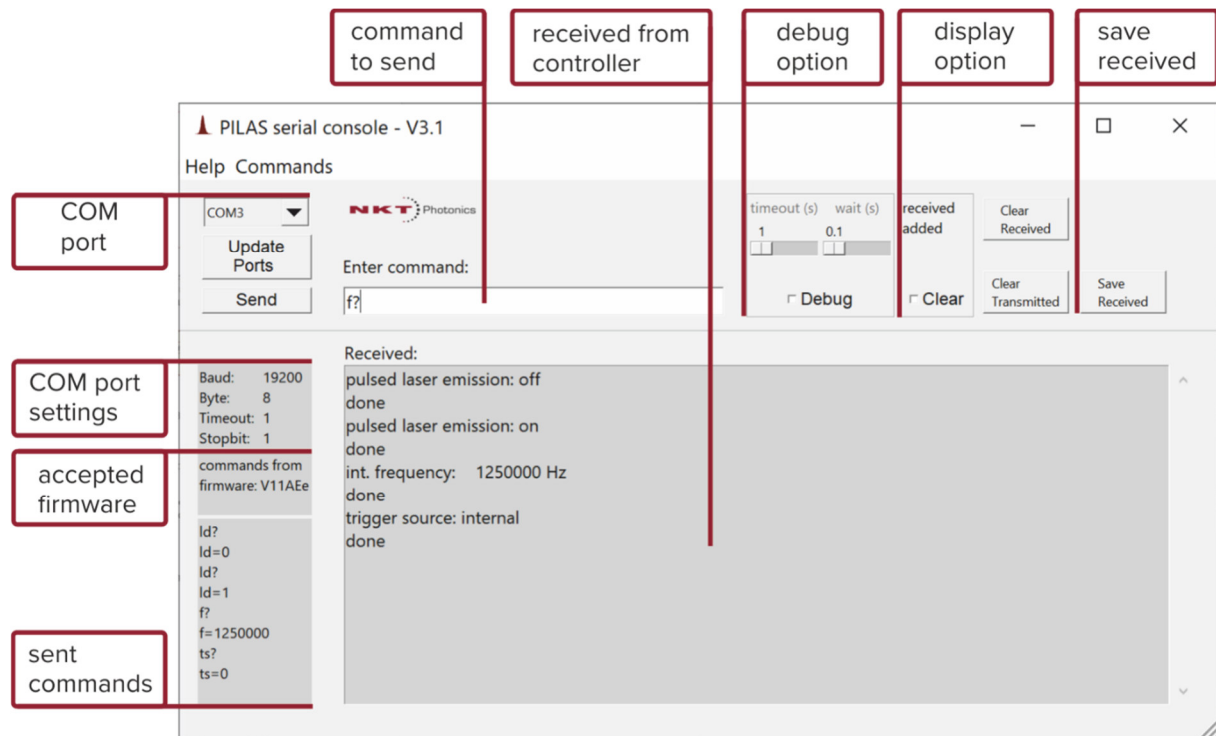 command
to send
received from
controller
debug
option
display
option
save
received
PILAS serial console - V3.1
Help Commands
COM
port
COM3
Update
Ports
Send
NKT Photonics
Enter command:
f?
timeout (s) wait (s)
1 0.1
Debug
received
added
Clear
Clear
Received
Clear
Transmitted
Save
Received
COM port
settings
Baud: 19200
Byte: 8
Timeout: 1
Stopbit: 1
accepted
firmware
commands from
firmware: V11AEe
sent
commands
ld?
ld=0
ld?
ld=1
f?
f=1250000
ts?
ts=0
Received:
pulsed laser emission: off
done
pulsed laser emission: on
done
int. frequency: 1250000 Hz
done
trigger source: internal
done